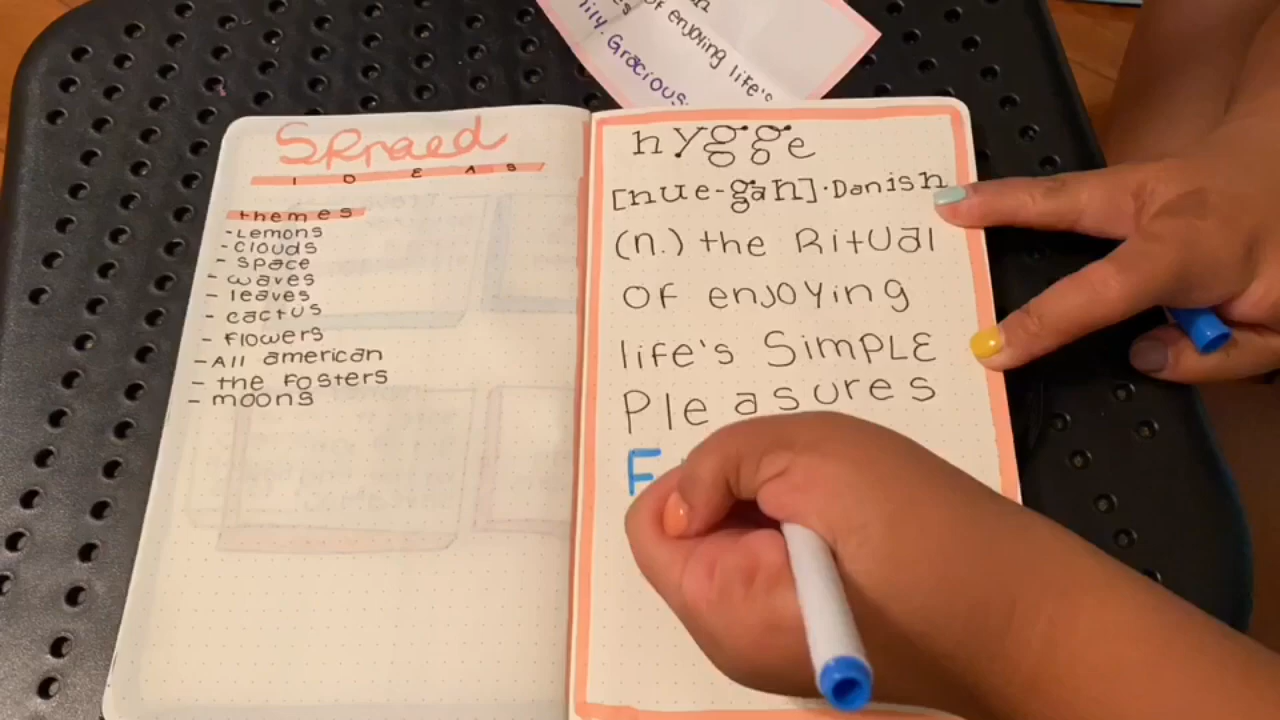 of enjoying life's
Gracious.
Spraed
IDEAS
themes
-Lemons
-Clouds
- Space
- waves
- leaves
- cactus
- Flowers
-All american
- the Fosters
- moons
hygge
[hue-gah]·Danish
(n.) the Ritual
OF enjoying
life's SimPLE
Pleasures
F